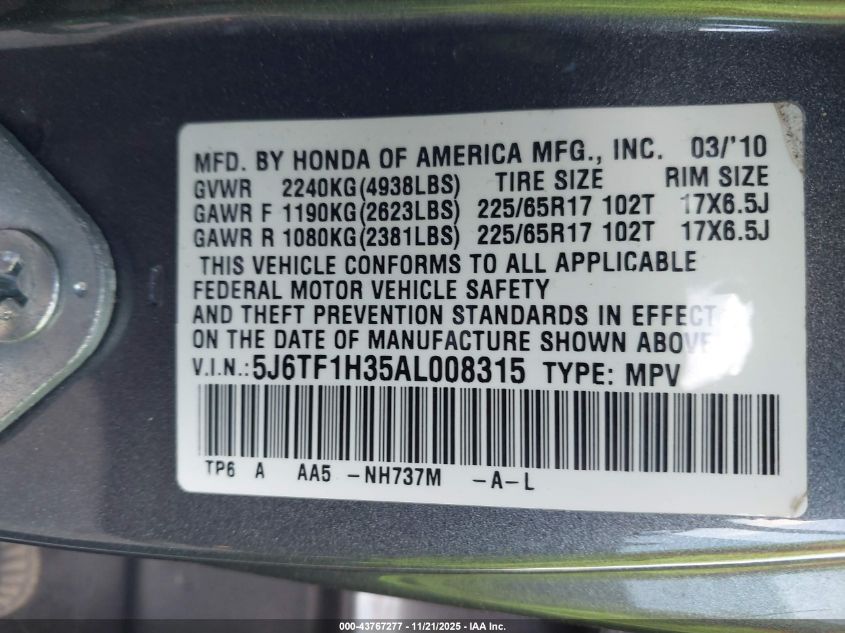 MFD. BY HONDA OF AMERICA MFG., INC. 03/'10
GVWR 2240KG(4938LBS) TIRE SIZE RIM SIZE
GAWR F 1190KG(2623LBS) 225/65R17 102T 17X6.5J
GAWR R 1080KG(2381LBS) 225/65R17 102T 17X6.5J
THIS VEHICLE CONFORMS TO ALL APPLICABLE
FEDERAL MOTOR VEHICLE SAFETY
AND THEFT PREVENTION STANDARDS IN EFFECT
ON THE DATE OF MANUFACTURE SHOWN ABOVE.
V.I.N.:5J6TF1H35AL008315 TYPE: MPV
TP6 A AA5 -NH737M -A-L
000-43767277 - 11/21/2025 - IAA Inc.